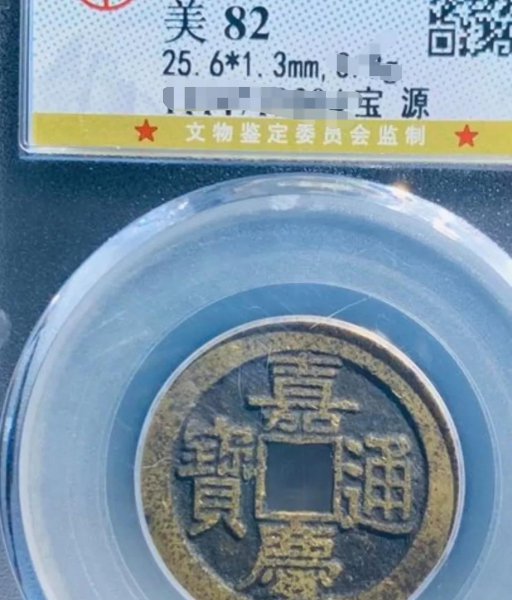 美 82
25.6*1.3mm,
宝 源
★ 文物鉴定委员会监制 ★
嘉
慶
通
寶